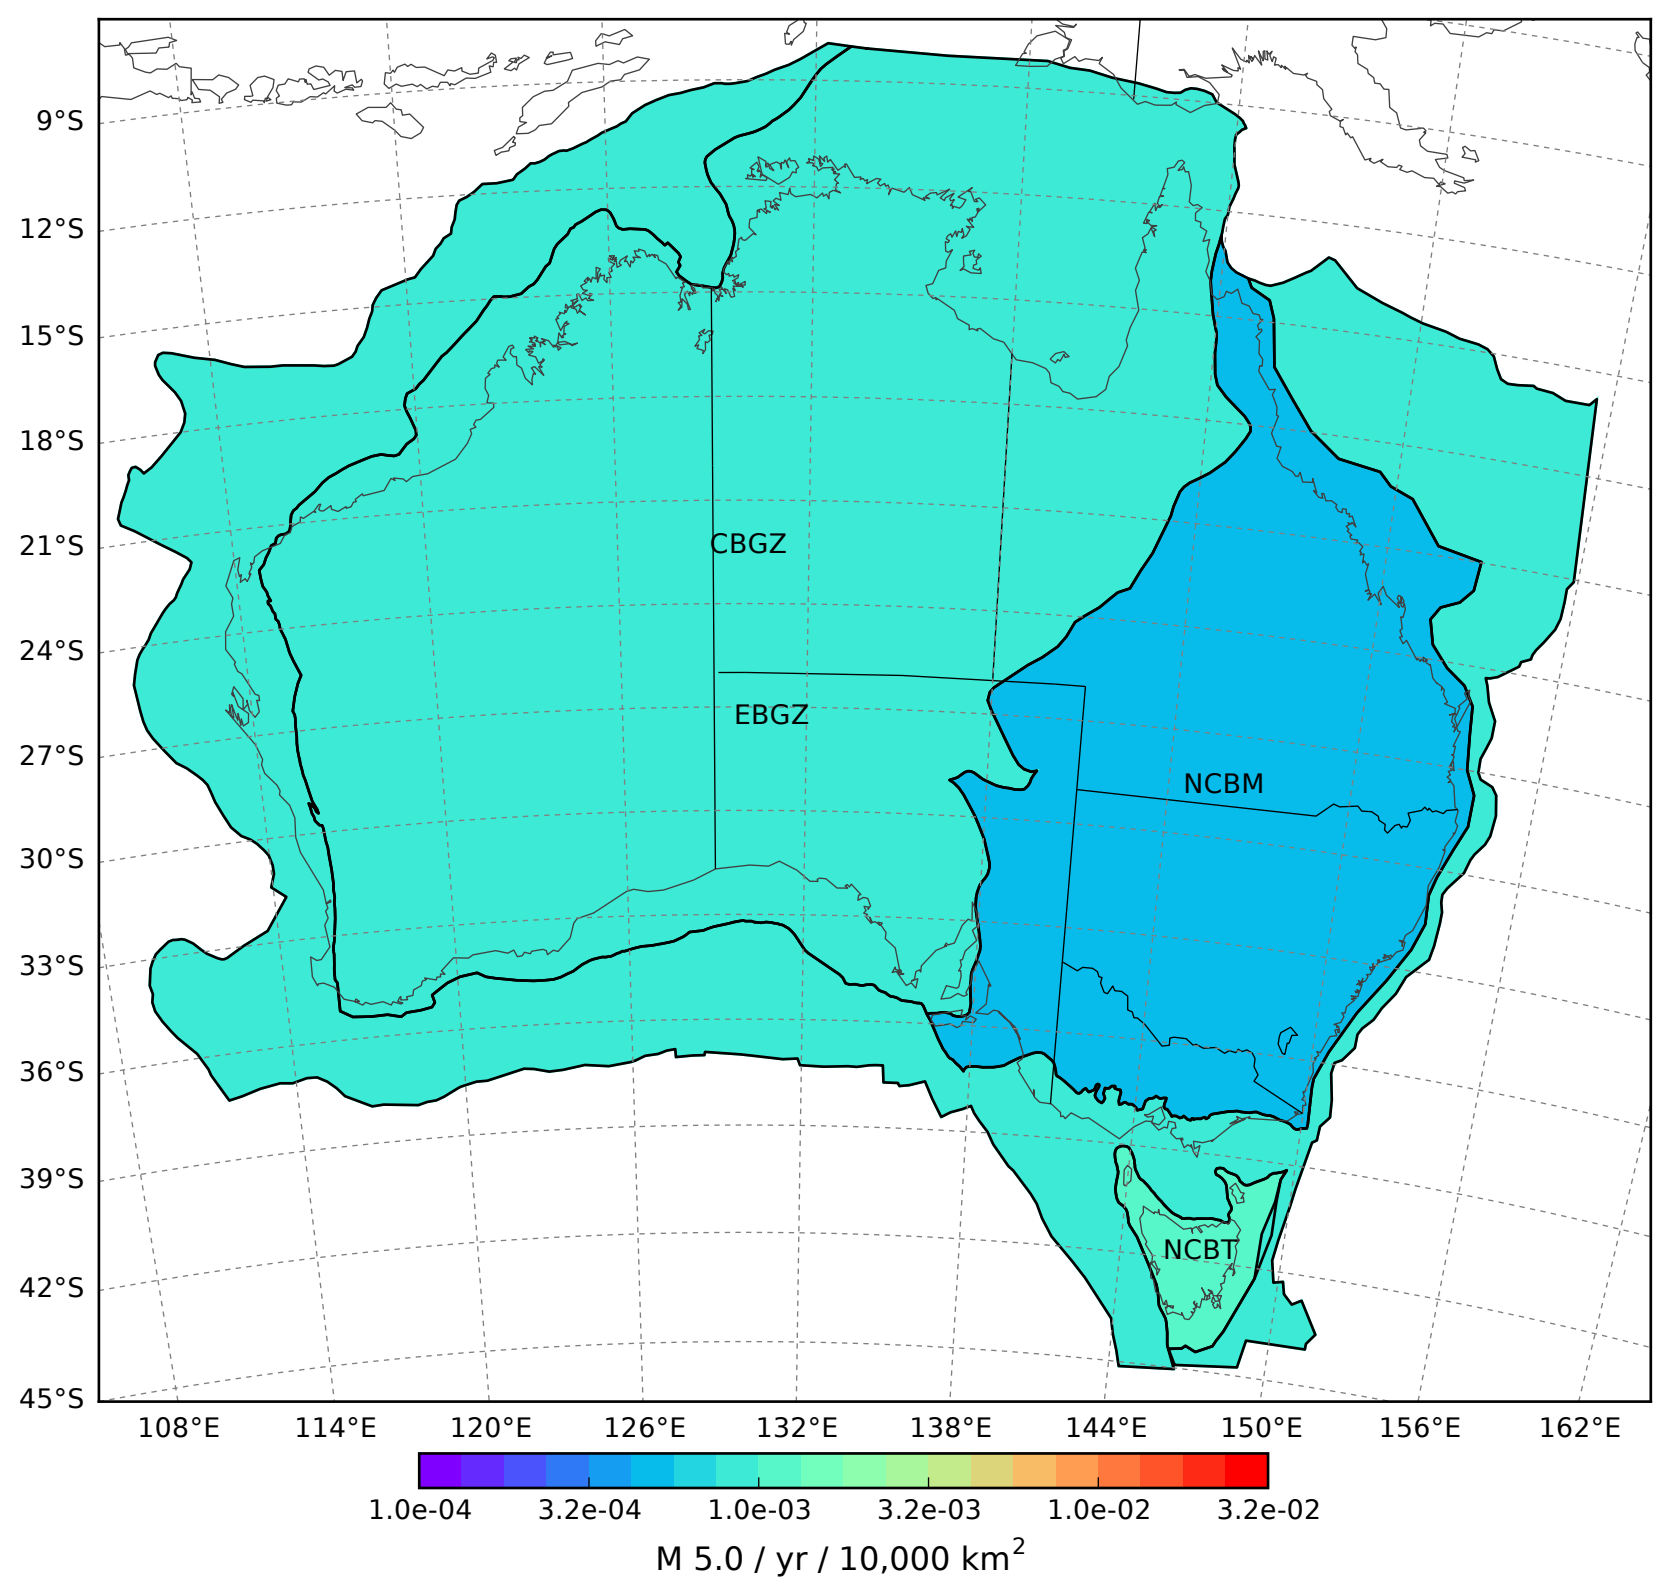 9°S
12°S
15°S
18°S
21°S
24°S
27°S
30°S
33°S
36°S
39°S
42°S
45°S
CBGZ
EBGZ
NCBM
NCBT
108°E 114°E 120°E 126°E 132°E 138°E 144°E 150°E 156°E 162°E
1.0e-04 3.2e-04 1.0e-03 3.2e-03 1.0e-02 3.2e-02
M 5.0 / yr / 10,000 km²